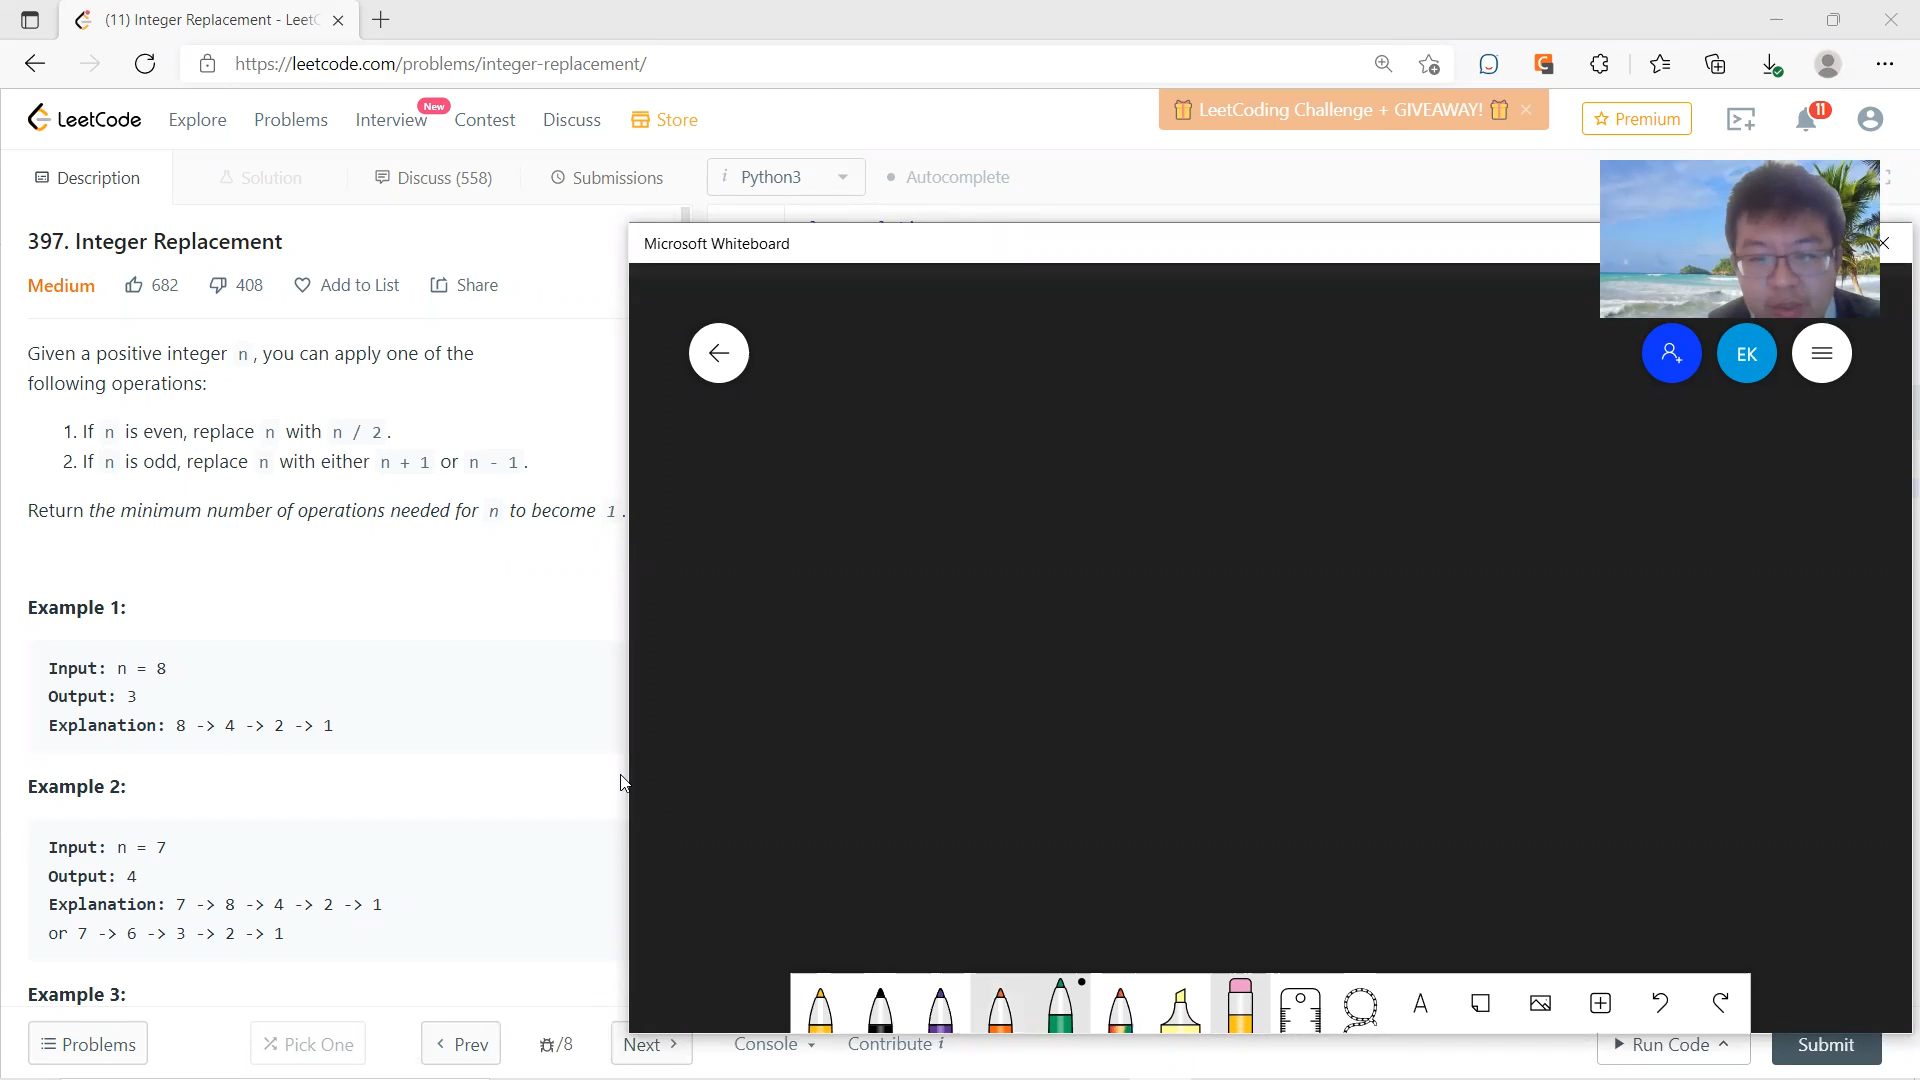 (11) Integer Replacement - Leet
https://leetcode.com/problems/integer-replacement/
LeetCode Explore Problems Interview New Contest Discuss Store
LeetCoding Challenge + GIVEAWAY!
Premium
11
Description Solution Discuss (558) Submissions
i Python3 Autocomplete
397. Integer Replacement
Microsoft Whiteboard
Medium 682 408 Add to List Share
EK
Given a positive integer n, you can apply one of the
following operations:
1. If n is even, replace n with n / 2.
2. If n is odd, replace n with either n + 1 or n - 1.
Return the minimum number of operations needed for n to become 1.
Example 1:
Input: n = 8
Output: 3
Explanation: 8 -> 4 -> 2 -> 1
Example 2:
Input: n = 7
Output: 4
Explanation: 7 -> 8 -> 4 -> 2 -> 1
or 7 -> 6 -> 3 -> 2 -> 1
Example 3:
Problems Pick One Prev /8 Next Console Contribute i Run Code Submit